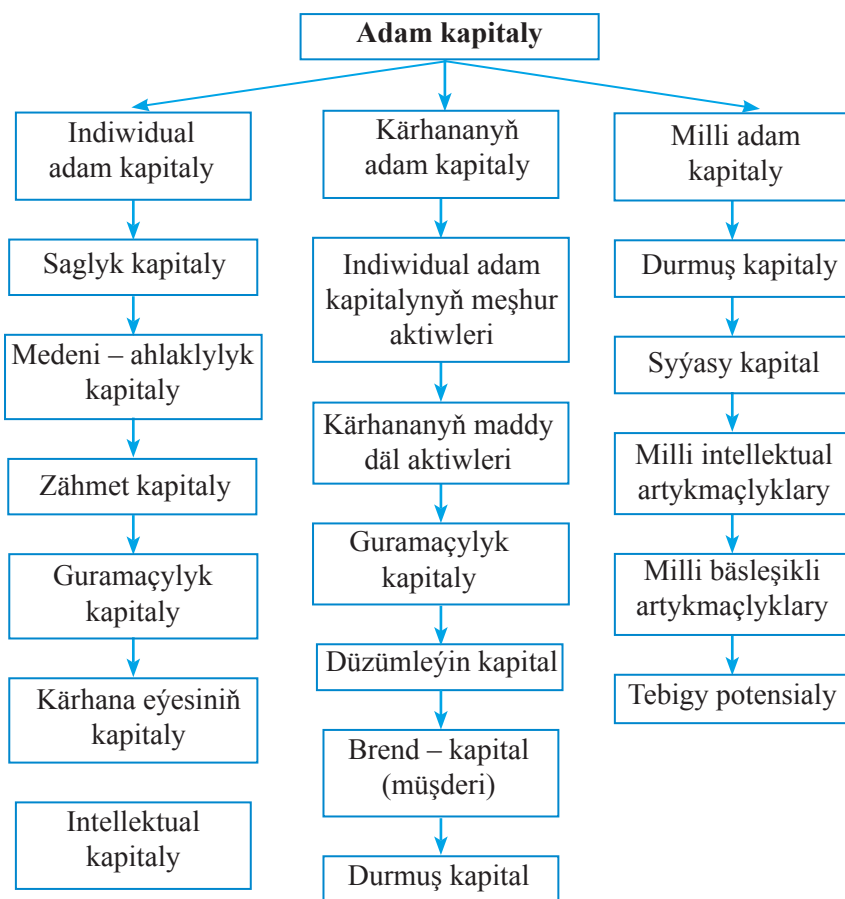 Adam kapitaly
Indiwidual
adam kapitaly
Saglyk kapitaly
Medeni – ahlaklylyk
kapitaly
Zähmet kapitaly
Guramaçylyk
kapitaly
Kärhana eýesiniň
kapitaly
Intellektual
kapitaly
Kärhananyň
adam kapitaly
Indiwidual adam
kapitalynyň meşhur
aktiwleri
Kärhananyň maddy
däl aktiwleri
Guramaçylyk
kapitaly
Düzümleýin kapital
Brend – kapital
(müşderi)
Durmuş kapital
Milli adam
kapitaly
Durmuş kapitaly
Syýasy kapital
Milli intellektual
artykmaçlyklary
Milli bäsleşikli
artykmaçlyklary
Tebigy potensialy